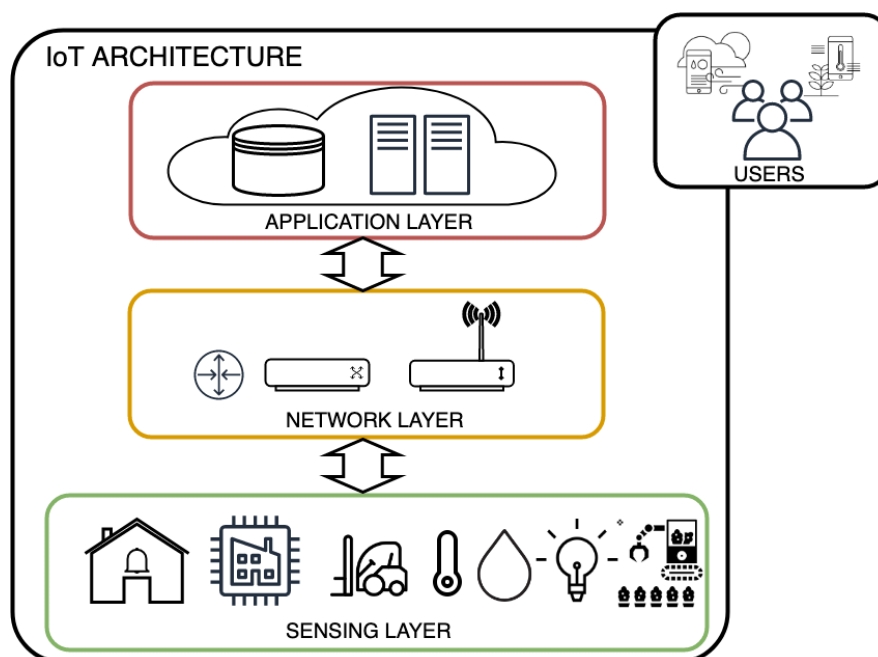 IoT ARCHITECTURE
USERS
APPLICATION LAYER
NETWORK LAYER
SENSING LAYER